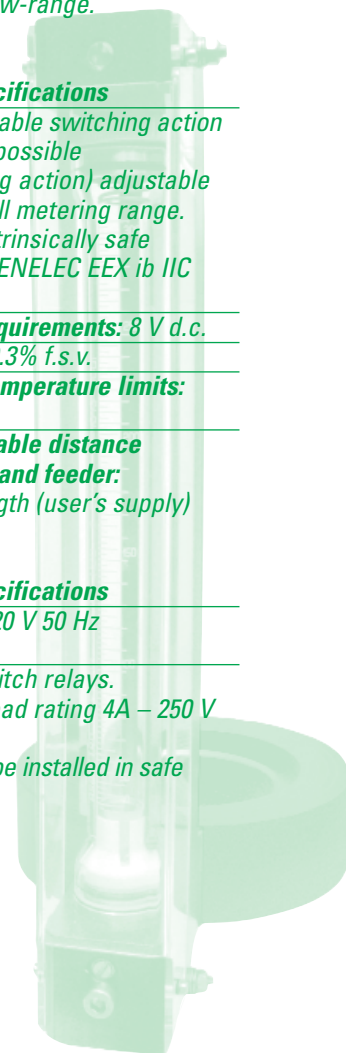 w-range.
cifications
able switching action
possible
g action) adjustable
ll metering range.
trinsically safe
ENELEC EEX ib IIC
quirements: 8 V d.c.
.3% f.s.v.
mperature limits:
able distance
and feeder:
gth (user's supply)
cifications
20 V 50 Hz
itch relays.
ad rating 4A – 250 V
be installed in safe